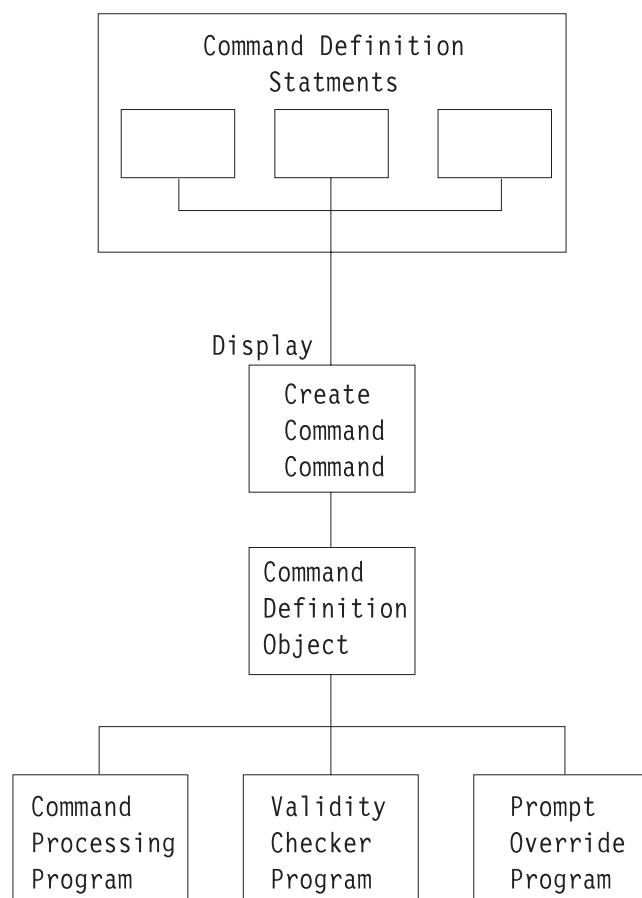 Command Definition
Statments
Display
Create
Command
Command
Command
Definition
Object
Command
Processing
Program
Validity
Checker
Program
Prompt
Override
Program